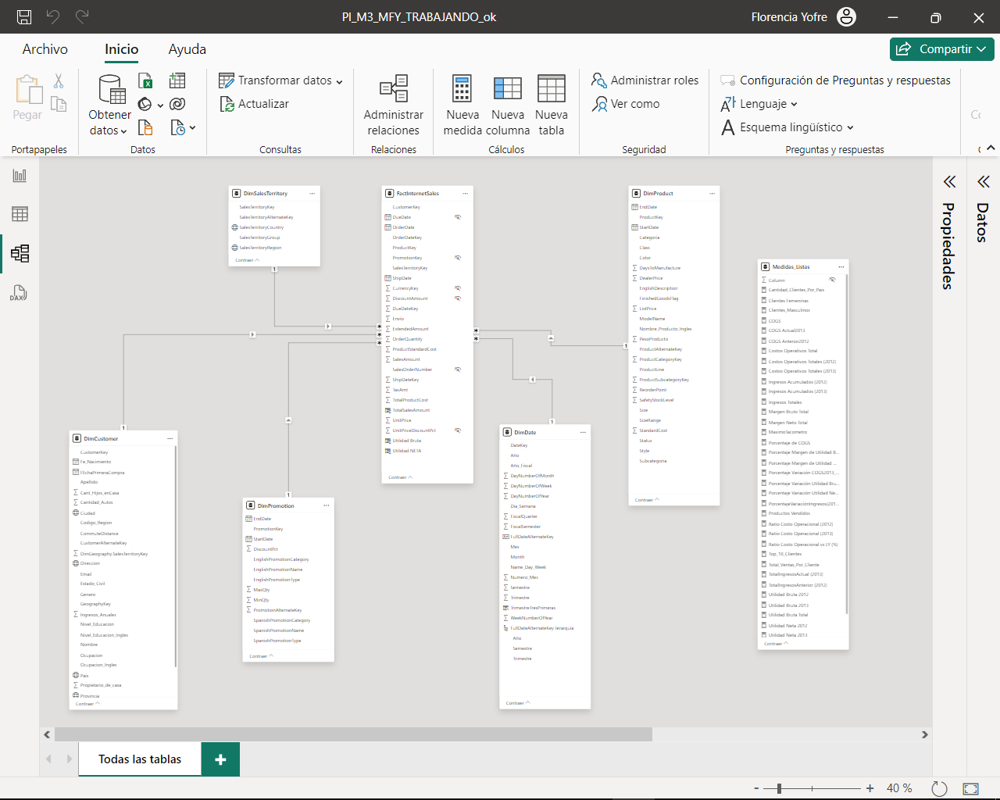 PI_M3_MFY_TRABAJANDO_ok
Florencia Yofre
Archivo
Inicio
Ayuda
Compartir
Pegar
Portapapeles
Obtener
datos
Datos
Transformar datos
Actualizar
Consultas
Administrar
relaciones
Relaciones
Nueva
medida
Nueva
columna
Nueva
tabla
Cálculos
Administrar roles
Ver como
Seguridad
Configuración de Preguntas y respuestas
Lenguaje
Esquema lingüístico
Preguntas y respuestas
DimSalesTerritory
SalesTerritoryKey
SalesTerritoryAlternateKey
SalesTerritoryCountry
SalesTerritoryGroup
SalesTerritoryRegion
Contraer
FactInternetSales
CustomerKey
DueDate
OrderDate
OrderDateKey
ProductKey
PromotionKey
SalesTerritoryKey
ShipDate
CurrencyKey
DiscountAmount
DueDateKey
Envio
ExtendedAmount
OrderQuantity
ProductStandardCost
SalesAmount
SalesOrderNumber
ShipDateKey
TaxAmt
TotalProductCost
TotalSalesAmount
UnitPrice
UnitPriceDiscountPct
Utilidad Bruta
Utilidad NETA
Contraer
DimProduct
EndDate
ProductKey
StartDate
Categoria
Class
Color
DaysToManufacture
DealerPrice
EnglishDescription
FinishedGoodsFlag
ListPrice
ModelName
Nombre_Producto_Ingles
PesoProducto
ProductAlternateKey
ProductCategoryKey
ProductLine
ProductSubcategoryKey
ReorderPoint
SafetyStockLevel
Size
SizeRange
StandardCost
Status
Style
Subcategoria
Contraer
Medidas_Listas
Column
Cantidad_Clientes_Por_Pais
Clientes Femeninas
Clientes_Masculinos
COGS
COGS Actual2013
COGS Anterior2012
Costos Operativos Total
Costos Operativos Totales (2012)
Costos Operativos Totales (2013)
Ingresos Acumulados (2012)
Ingresos Acumulados (2013)
Ingresos Totales
Margen Bruto Total
Margen Neto Total
MaximoTacometro
Porcentaje de COGS
Porcentaje Margen de Utilidad B...
Porcentaje Margen de Utilidad ...
Porcentaje Variación COGS2013_...
Porcentaje Variación Utilidad Bru...
Porcentaje Variación Utilidad Ne...
PorcentajeVariaciónIngresos(201...
Productos Vendidos
Ratio Costo Operacional (2012)
Ratio Costo Operacional (2013)
Ratio Costo Operacional vs LY (%)
Top_10_Clientes
Total_Ventas_Por_Cliente
TotalIngresosActual (2013)
TotalIngresosAnterior (2012)
Utilidad Bruta 2012
Utilidad Bruta 2013
Utilidad Bruta Total
Utilidad Neta 2012
Utilidad Neta 2013
Contraer
DimCustomer
CustomerKey
Fe_Nacimiento
FEchaPrimeraCompra
Apellido
Cant_Hijos_enCasa
Cantidad_Autos
Ciudad
Codigo_Region
CommuteDistance
CustomerAlternateKey
DimGeography.SalesTerritoryKey
Direccion
Email
Estado_Civil
Genero
GeographyKey
Ingresos_Anuales
Nivel_Educacion
Nivel_Educacion_Ingles
Nombre
Ocupacion
Ocupacion_Ingles
Pais
Propietario_de_casa
Provincia
Contraer
DimPromotion
EndDate
PromotionKey
StartDate
DiscountPct
EnglishPromotionCategory
EnglishPromotionName
EnglishPromotionType
MaxQty
MinQty
PromotionAlternateKey
SpanishPromotionCategory
SpanishPromotionName
SpanishPromotionType
Contraer
DimDate
DateKey
Año
Año_Fiscal
DayNumberOfMonth
DayNumberOfWeek
DayNumberOfYear
Dia_Semana
FiscalQuarter
FiscalSemester
FullDateAlternateKey
Mes
Month
Name_Day_Week
Numero_Mes
Semestre
Trimestre
TrimestreTresPrimeras
WeekNumberOfYear
FullDateAlternateKey Jerarquía
Año
Semestre
Trimestre
Contraer
Propiedades
Datos
Todas las tablas
40 %